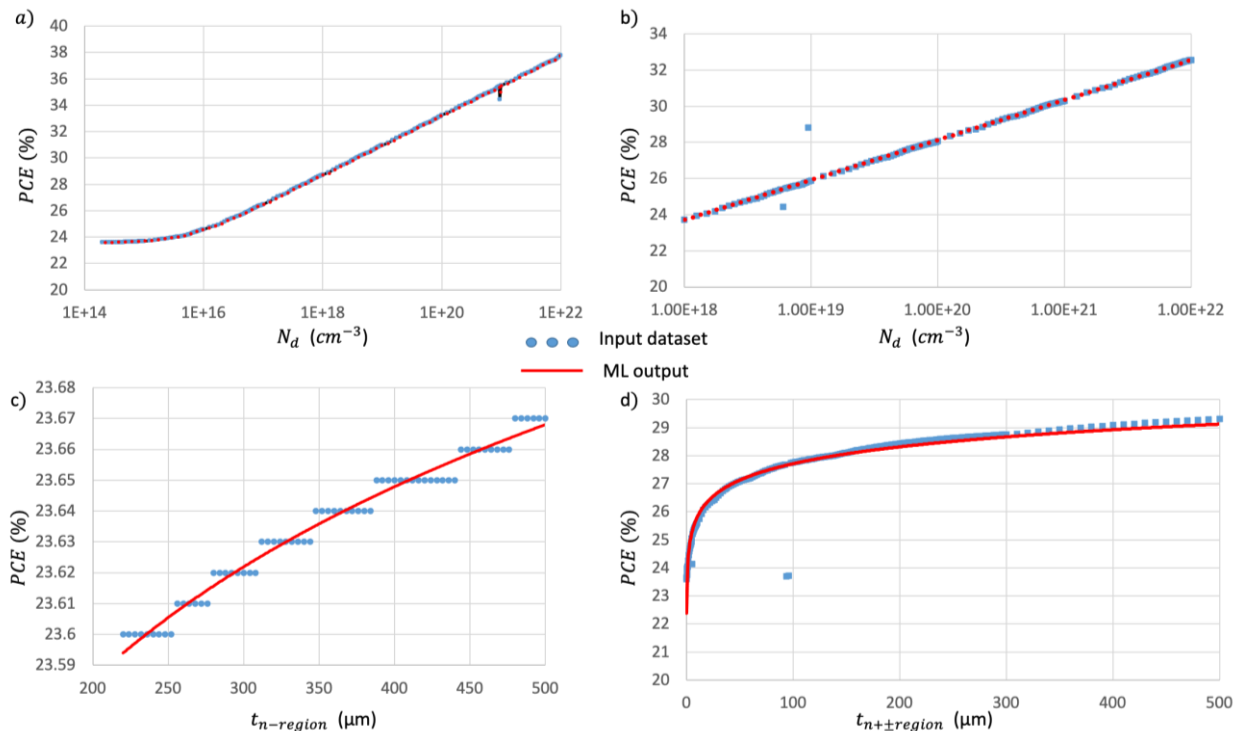 a)
40
38
36
34
32
30
28
26
24
22
20
PCE (%)
1E+14 1E+16 1E+18 1E+20 1E+22
N_d (cm^{-3})
b)
34
32
30
28
26
24
22
20
PCE (%)
1.00E+18 1.00E+19 1.00E+20 1.00E+21 1.00E+22
N_d (cm^{-3})
Input dataset
ML output
c)
23.68
23.67
23.66
23.65
23.64
23.63
23.62
23.61
23.6
23.59
PCE (%)
200 250 300 350 400 450 500
t_{n-region} (μm)
d)
30
29
28
27
26
25
24
23
22
21
20
PCE (%)
0 100 200 300 400 500
t_{n+±region} (μm)